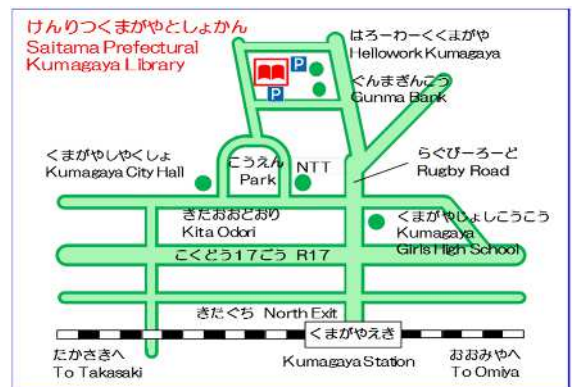 けんりつくまがやとしょかん
Saitama Prefectural
Kumagaya Library
はろーわーくくまがや
Hellowork Kumagaya
P
ぐんまぎんこう
Gunma Bank
P
くまがやしやくしょ
Kumagaya City Hall
こうえん
Park
NTT
らぐびーろーど
Rugby Road
きたおおどおり
Kita Odori
くまがやじょしこうこう
Kumagaya
Girls High School
こくどう17ごう R17
きたぐち North Exit
くまがやえき
たかさきへ
To Takasaki
Kumagaya Station
おおみやへ
To Omiya